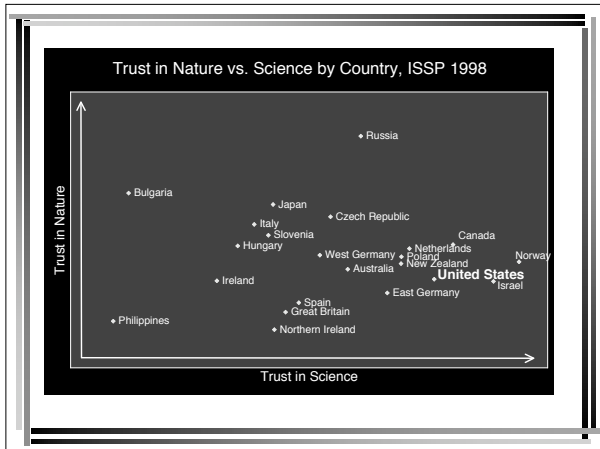 Trust in Nature vs. Science by Country, ISSP 1998
Trust in Nature
Russia
Bulgaria
Japan
Czech Republic
Italy
Slovenia
Canada
Hungary
Netherlands
West Germany
Poland
Norway
New Zealand
Australia
United States
Ireland
Israel
East Germany
Spain
Great Britain
Philippines
Northern Ireland
Trust in Science